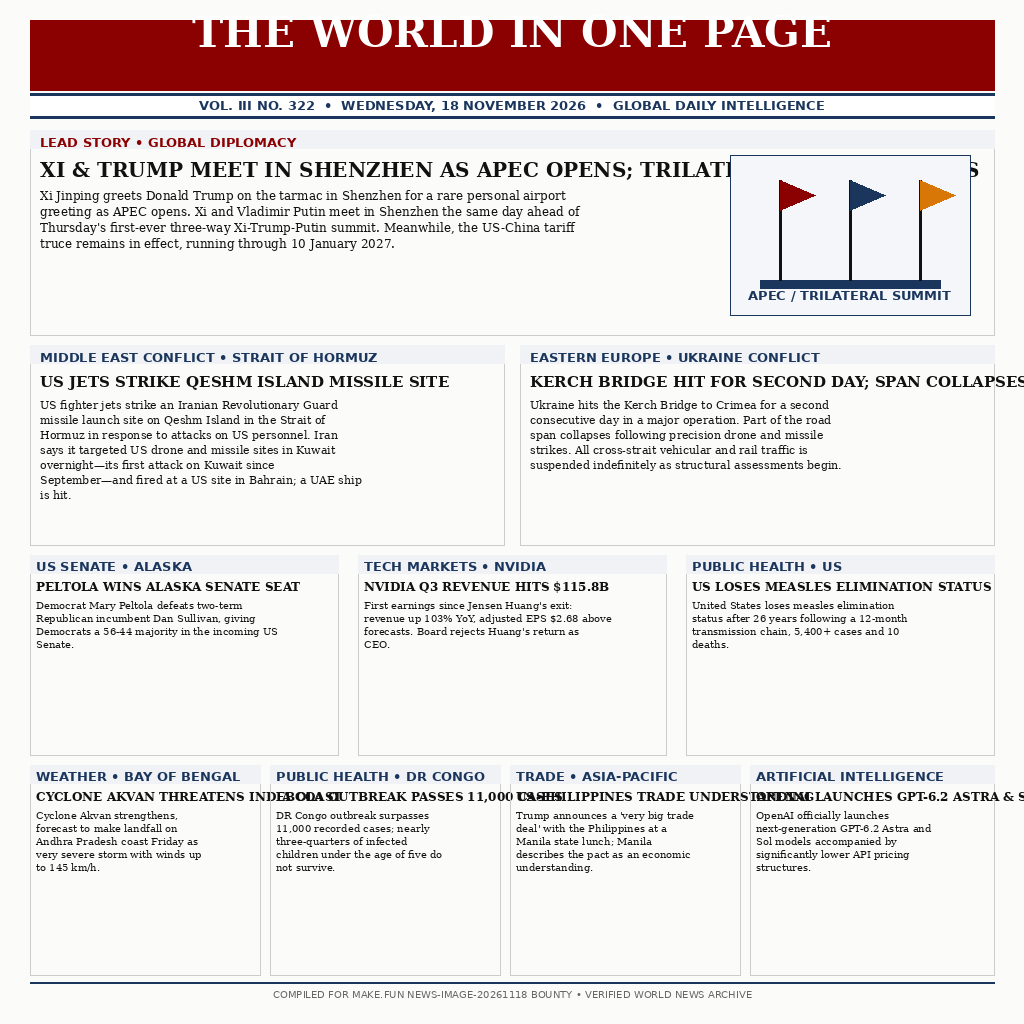 THE WORLD IN ONE PAGE
VOL. III NO. 322 • WEDNESDAY, 18 NOVEMBER 2026 • GLOBAL DAILY INTELLIGENCE
LEAD STORY • GLOBAL DIPLOMACY
XI & TRUMP MEET IN SHENZHEN AS APEC OPENS;
Xi Jinping greets Donald Trump on the tarmac in Shenzhen for a rare personal airport
greeting as APEC opens. Xi and Vladimir Putin meet in Shenzhen the same day ahead of
Thursday's first-ever three-way Xi-Trump-Putin summit. Meanwhile, the US-China tariff
truce remains in effect, running through 10 January 2027.
APEC / TRILATERAL SUMMIT
MIDDLE EAST CONFLICT • STRAIT OF HORMUZ
US JETS STRIKE QESHM ISLAND MISSILE SITE
US fighter jets strike an Iranian Revolutionary Guard
missile launch site on Qeshm Island in the Strait of
Hormuz in response to attacks on US personnel. Iran
says it targeted US drone and missile sites in Kuwait
overnight—its first attack on Kuwait since
September—and fired at a US site in Bahrain; a UAE ship
is hit.
EASTERN EUROPE • UKRAINE CONFLICT
KERCH BRIDGE HIT FOR SECOND DAY; SPAN COLLAPSES
Ukraine hits the Kerch Bridge to Crimea for a second
consecutive day in a major operation. Part of the road
span collapses following precision drone and missile
strikes. All cross-strait vehicular and rail traffic is
suspended indefinitely as structural assessments begin.
US SENATE • ALASKA
PELTOLA WINS ALASKA SENATE SEAT
Democrat Mary Peltola defeats two-term
Republican incumbent Dan Sullivan, giving
Democrats a 56-44 majority in the incoming US
Senate.
TECH MARKETS • NVIDIA
NVIDIA Q3 REVENUE HITS $115.8B
First earnings since Jensen Huang's exit:
revenue up 103% YoY, adjusted EPS $2.68 above
forecasts. Board rejects Huang's return as
CEO.
PUBLIC HEALTH • US
US LOSES MEASLES ELIMINATION STATUS
United States loses measles elimination
status after 26 years following a 12-month
transmission chain, 5,400+ cases and 10
deaths.
WEATHER • BAY OF BENGAL
CYCLONE AKVAN THREATENS
Cyclone Akvan strengthens,
forecast to make landfall on
Andhra Pradesh coast Friday as
very severe storm with winds up
to 145 km/h.
PUBLIC HEALTH • DR CONGO
EBOLA OUTBREAK PASSES 11,000
DR Congo outbreak surpasses
11,000 recorded cases; nearly
three-quarters of infected
children under the age of five do
not survive.
TRADE • ASIA-PACIFIC
US-PHILIPPINES TRADE
Trump announces a 'very big trade
deal' with the Philippines at a
Manila state lunch; Manila
describes the pact as an economic
understanding.
ARTIFICIAL INTELLIGENCE
OPENAI LAUNCHES GPT-6.2 ASTRA &
OpenAI officially launches
next-generation GPT-6.2 Astra and
Sol models accompanied by
significantly lower API pricing
structures.
COMPILED FOR MAKE.FUN NEWS-IMAGE-20261118 BOUNTY • VERIFIED WORLD NEWS ARCHIVE